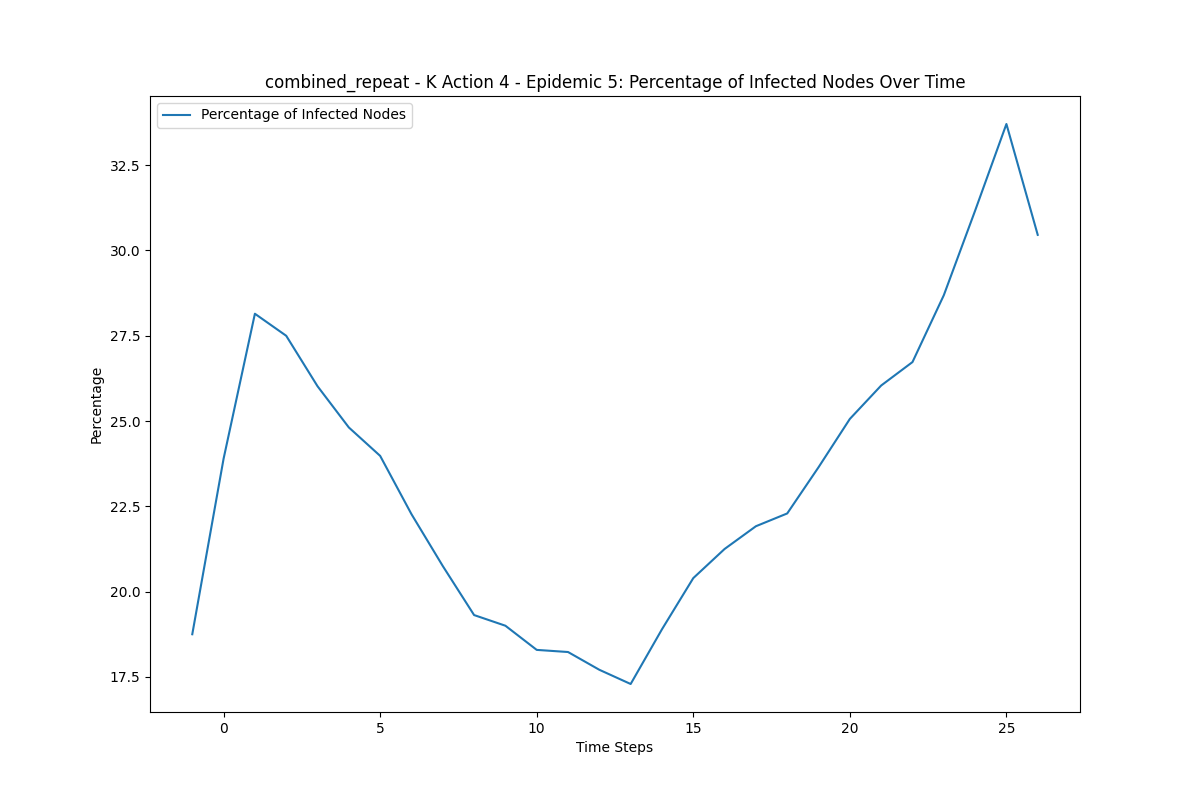 combined_repeat - K Action 4 - Epidemic 5: Percentage of Infected Nodes Over Time
Percentage of Infected Nodes
32.5
30.0
27.5
25.0
22.5
20.0
17.5
Percentage
0 5 10 15 20 25
Time Steps